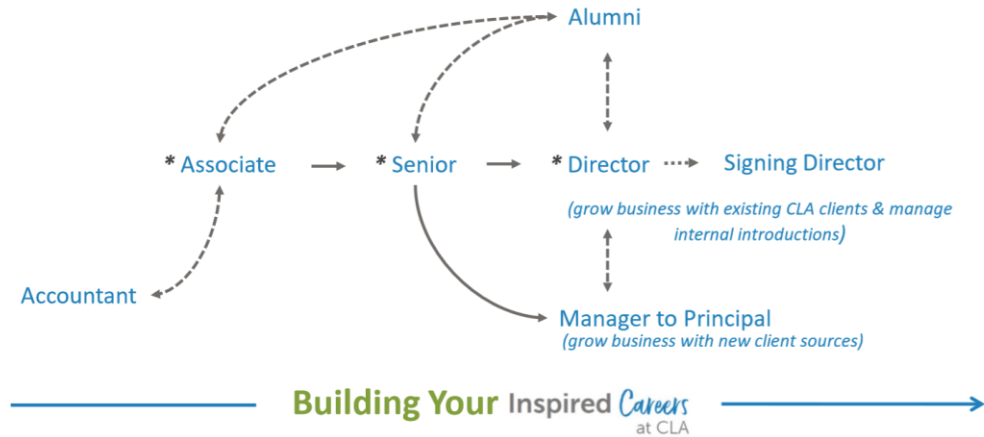 Alumni
* Associate
* Senior
* Director
Signing Director
(grow business with existing CLA clients & manage
internal introductions)
Accountant
Manager to Principal
(grow business with new client sources)
Building Your Inspired Careers
at CLA